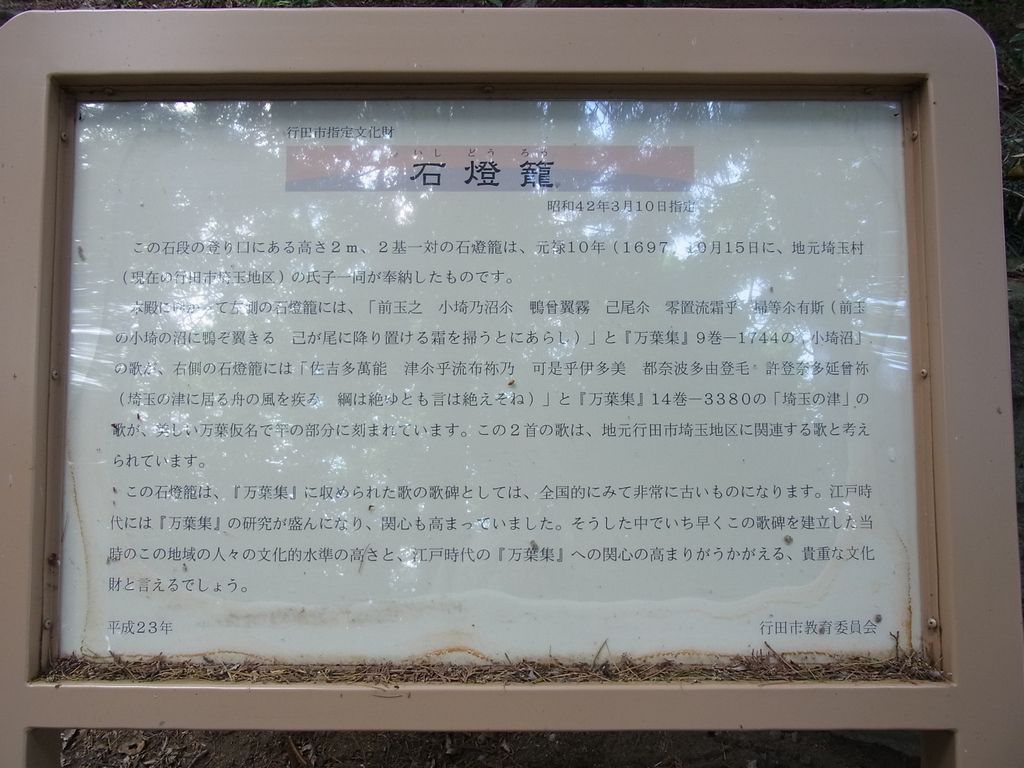 行田市指定文化財
いしどうろう
石燈籠
昭和42年3月10日指定
この石段の登り口にある高さ2m、2基一対の石燈籠は、元禄10年(1697)10月15日に、地元埼玉村
(現在の行田市埼玉地区)の氏子一同が奉納したものです。
本殿に向かって左側の石燈籠には、「前玉之 小埼乃沼尒 鴨曾翼霧 己尾尒 零置流霜乎 掃等尒有斯(前玉
の小埼の沼に鴨ぞ翼きる 己が尾に降り置ける霜を掃うとにあらし)」と『万葉集』9巻―1744の「小埼沼」
の歌が、右側の石燈籠には「佐吉多萬能 津尒乎流布祢乃 可是乎伊多美 都奈波多由登毛 許登奈多延曾祢
(埼玉の津に居る舟の風を疾み 綱は絶ゆとも言は絶えそね)」と『万葉集』14巻―3380の「埼玉の津」の
歌が、美しい万葉仮名で竿の部分に刻まれています。この2首の歌は、地元行田市埼玉地区に関連する歌と考え
られています。
この石燈籠は、『万葉集』に収められた歌の歌碑としては、全国的にみて非常に古いものになります。江戸時
代には『万葉集』の研究が盛んになり、関心も高まっていました。そうした中でいち早くこの歌碑を建立した当
時のこの地域の人々の文化的水準の高さと、江戸時代の『万葉集』への関心の高まりがうかがえる、貴重な文化
財と言えるでしょう。
平成23年
行田市教育委員会